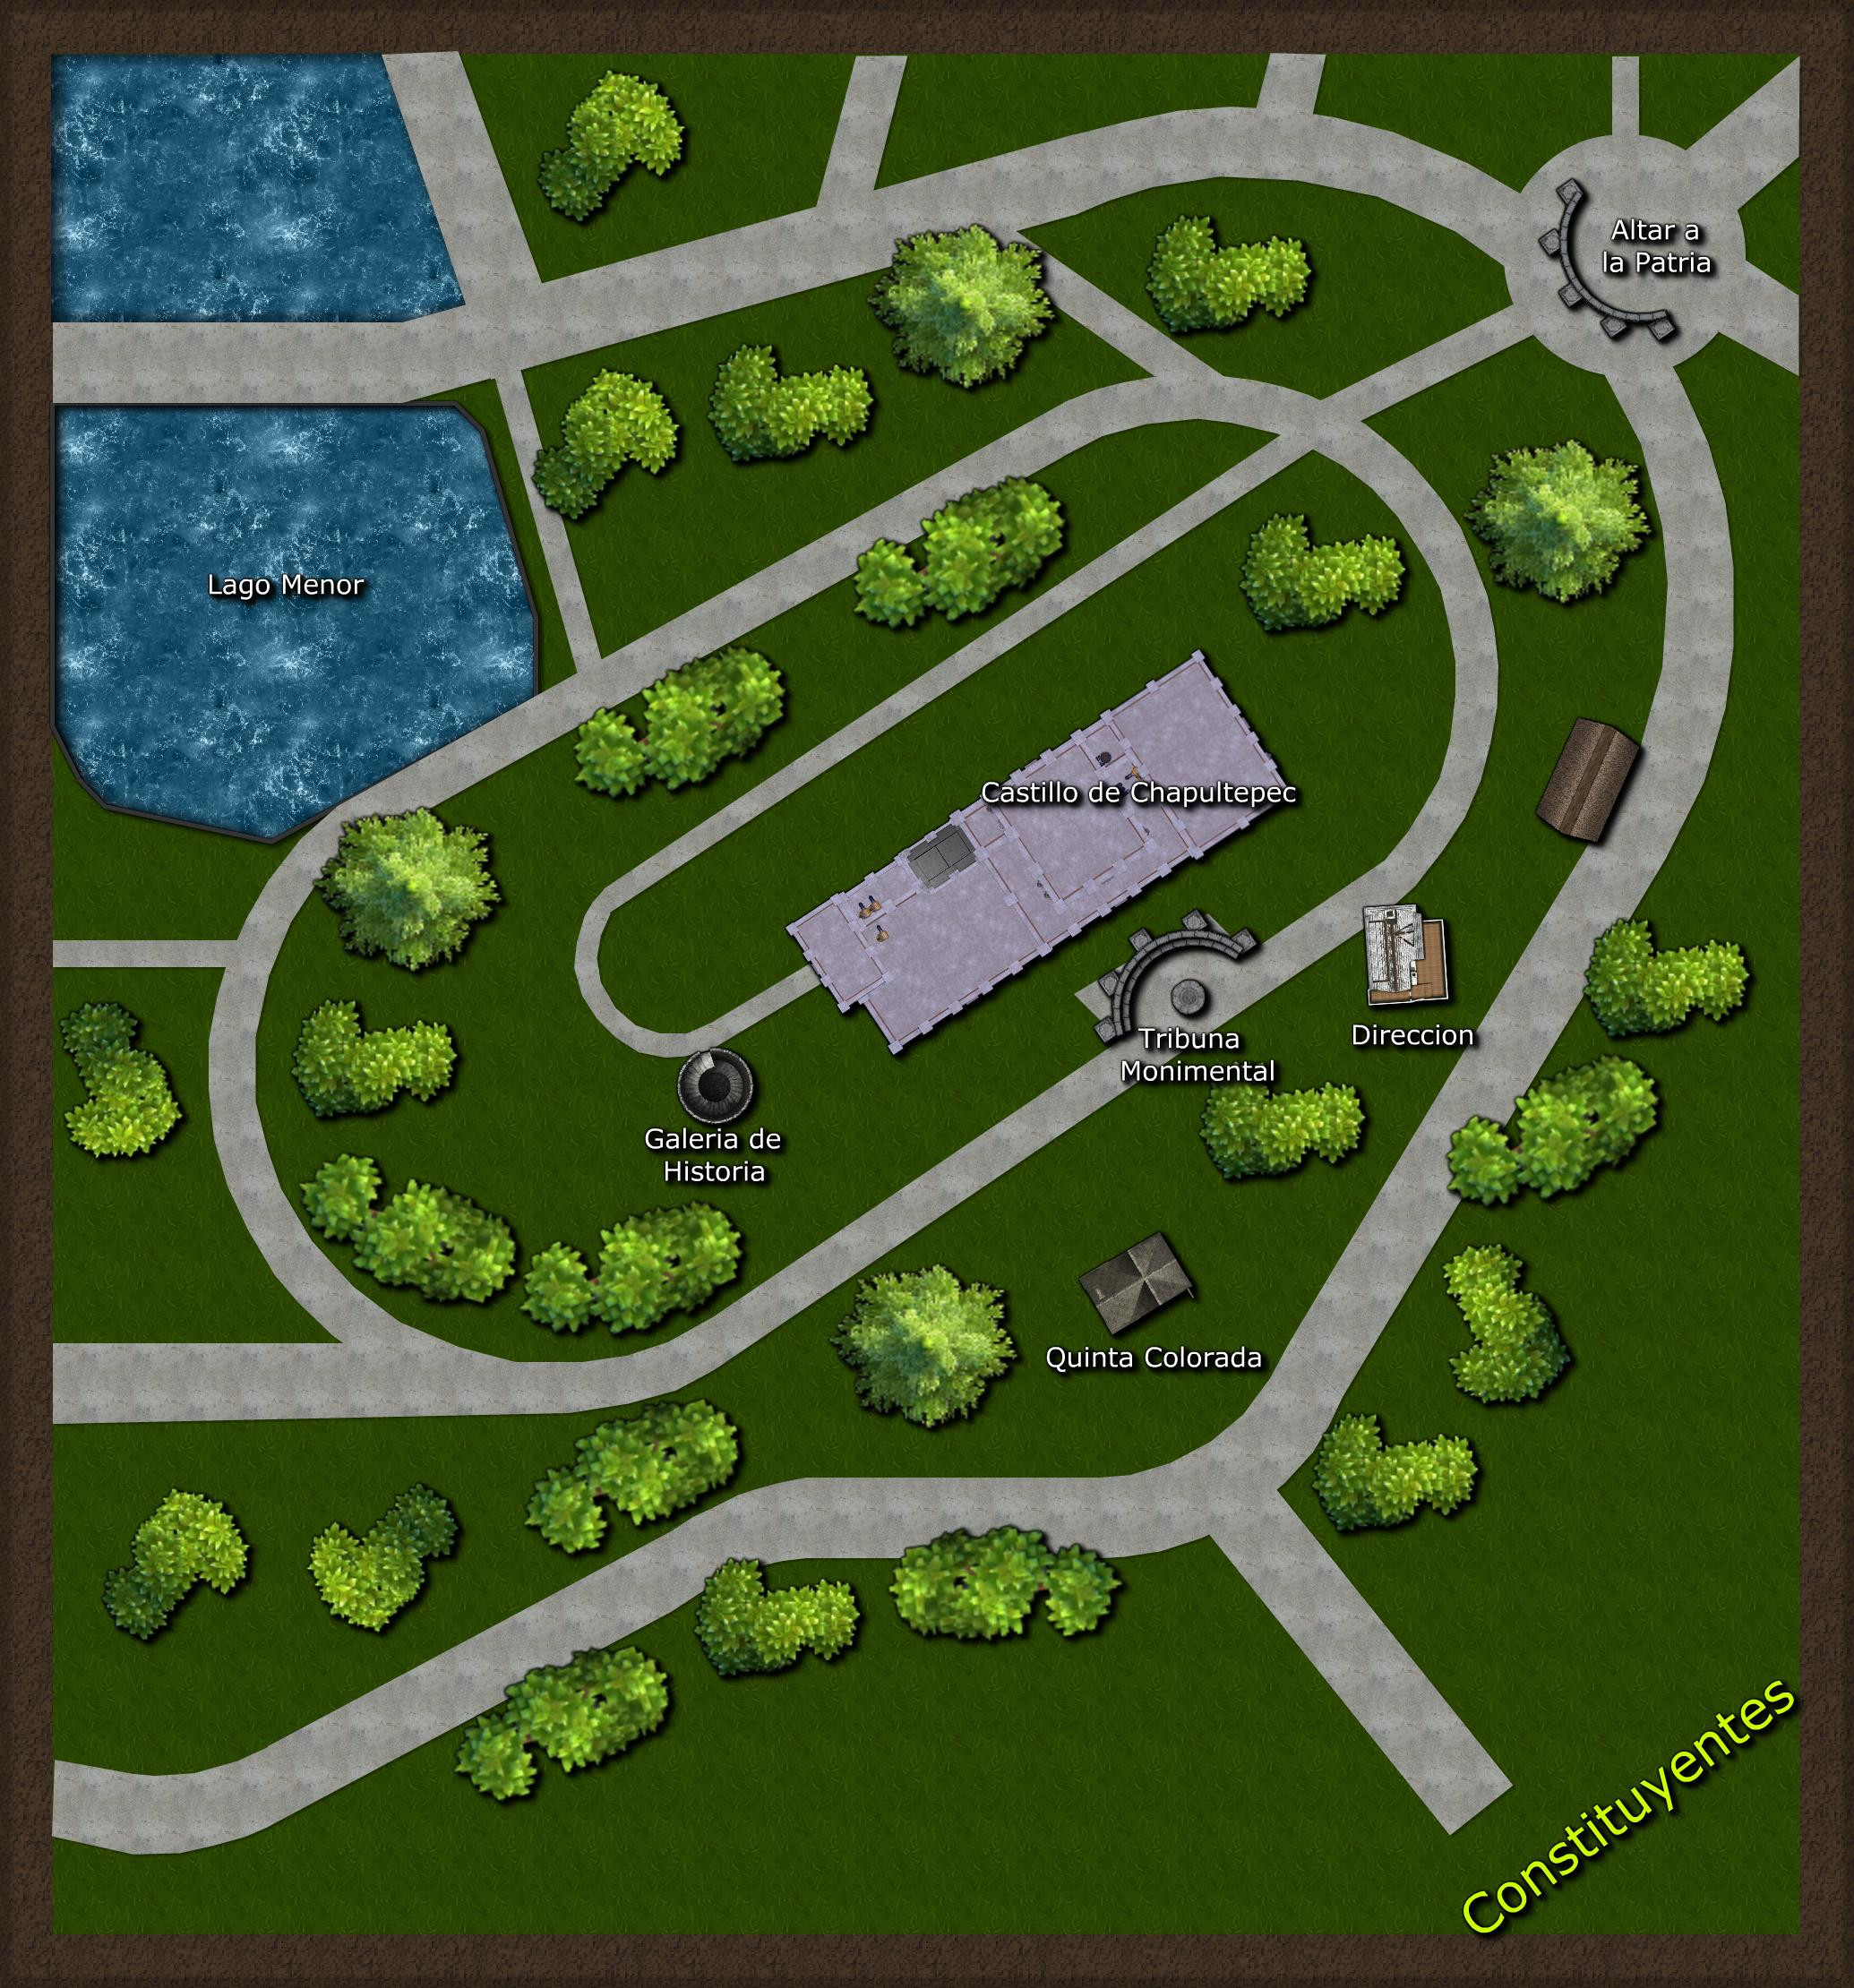 Altar a
la Patria
Lago Menor
Castillo de Chapultepec
Tribuna
Monimental
Direccion
Galeria de
Historia
Quinta Colorada
Constituyentes